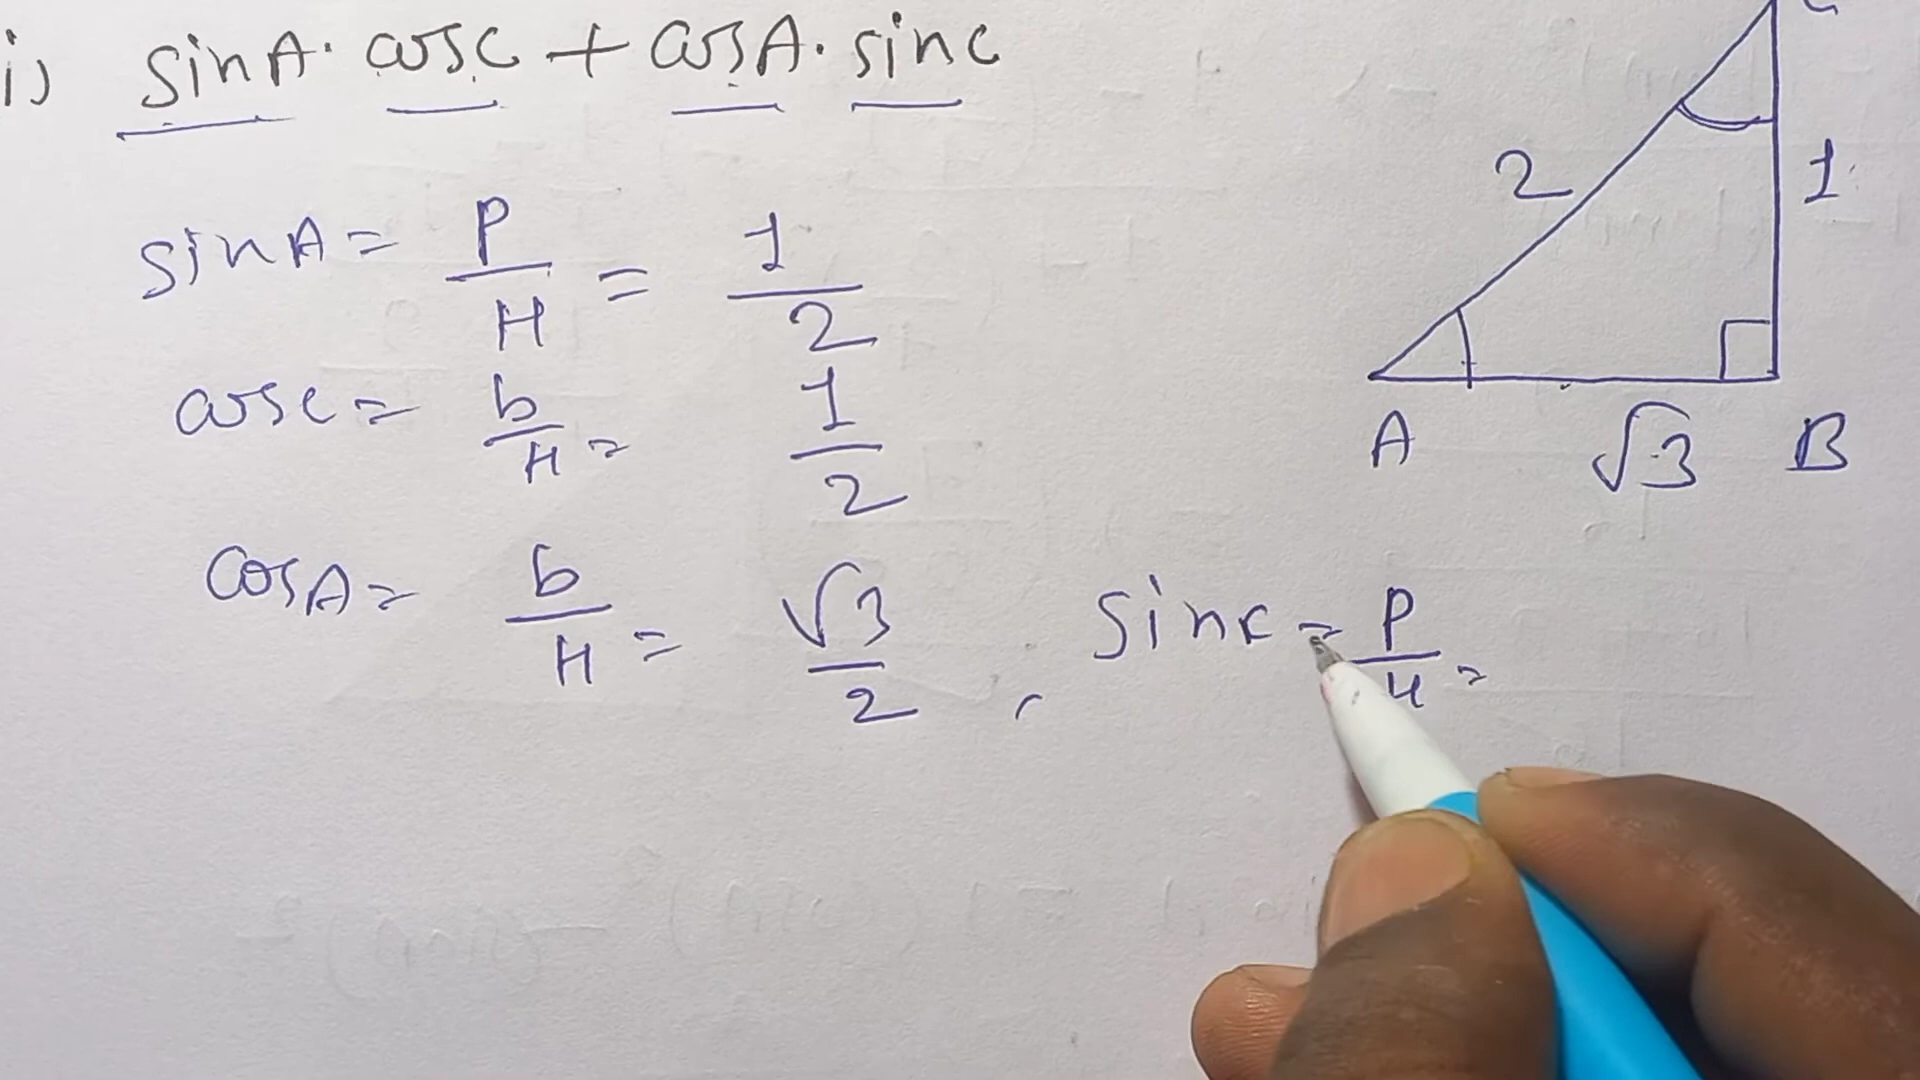 i) sinA. cosc + cosA. sinc
2
1
sinA = P/H = 1/2
cosc = b/H = 1/2
A √3 B
cosA = b/H = √3/2 , Sinc = P/H =